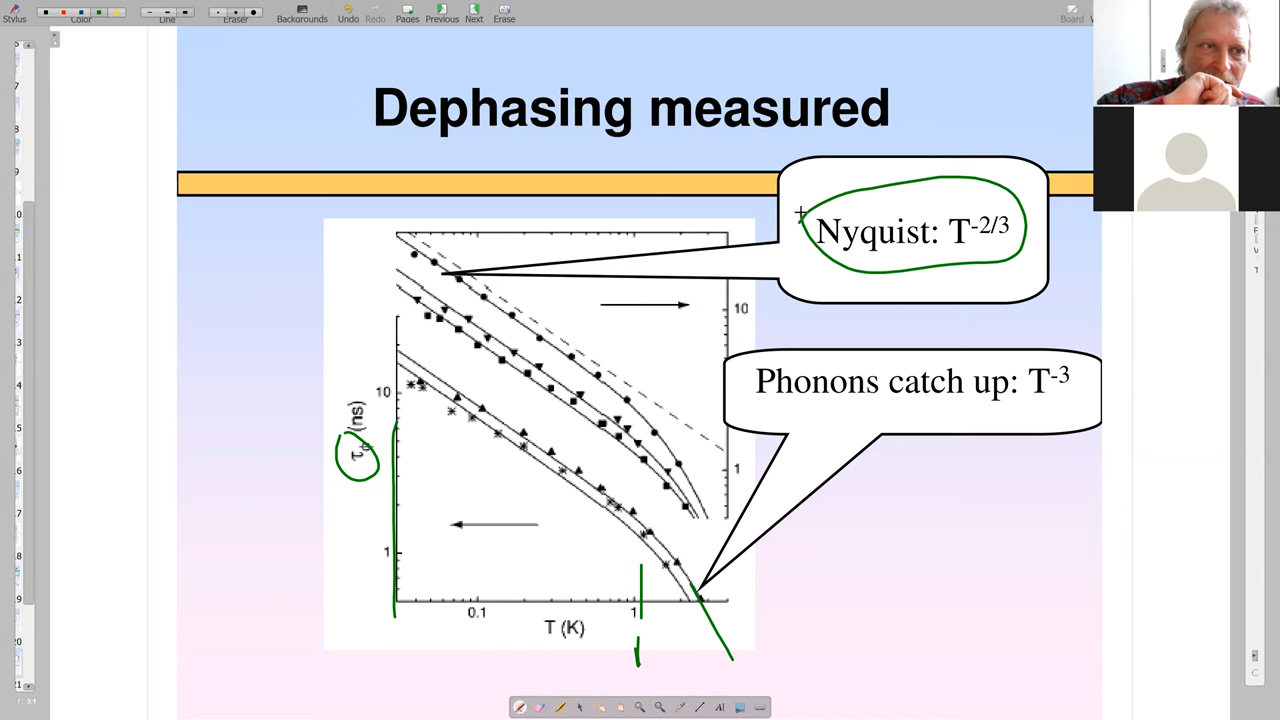 Stylus Color Line Eraser Backgrounds Undo Redo Pages Previous Next Erase Board
Dephasing measured
Nyquist: T-2/3
Phonons catch up: T-3
10
1
10
1
τφ (ns)
0.1 1
T (K)